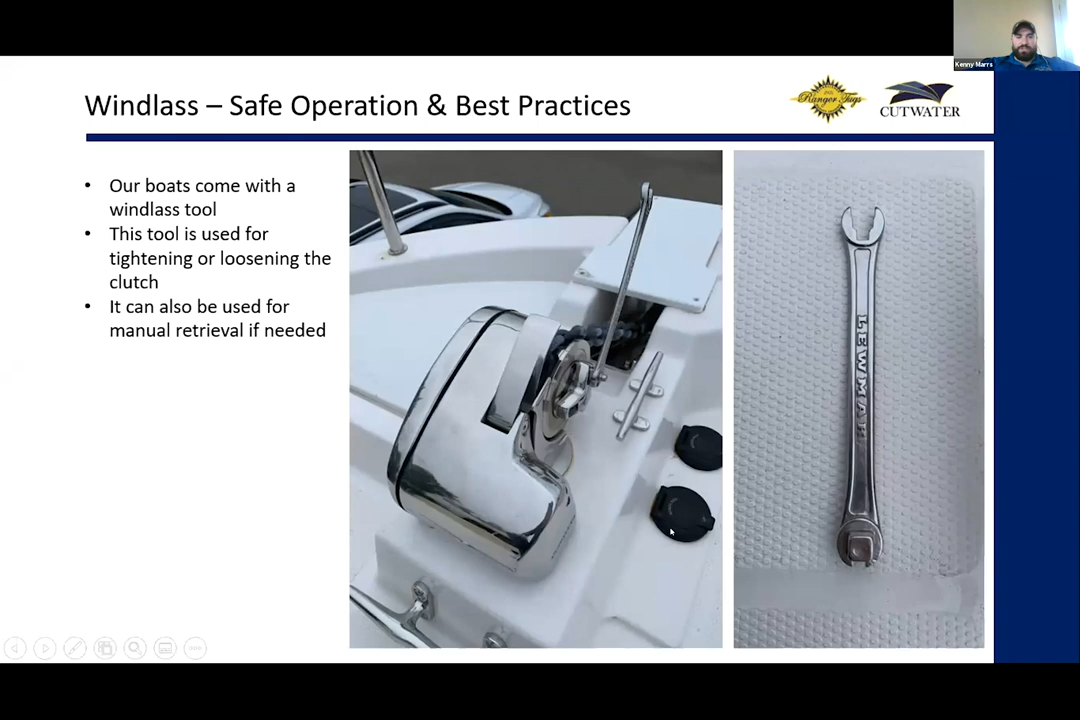 Kenny Marrs
Windlass – Safe Operation & Best Practices
Ranger Tugs
CUTWATER
• Our boats come with a
windlass tool
• This tool is used for
tightening or loosening the
clutch
• It can also be used for
manual retrieval if needed
LEWMAR